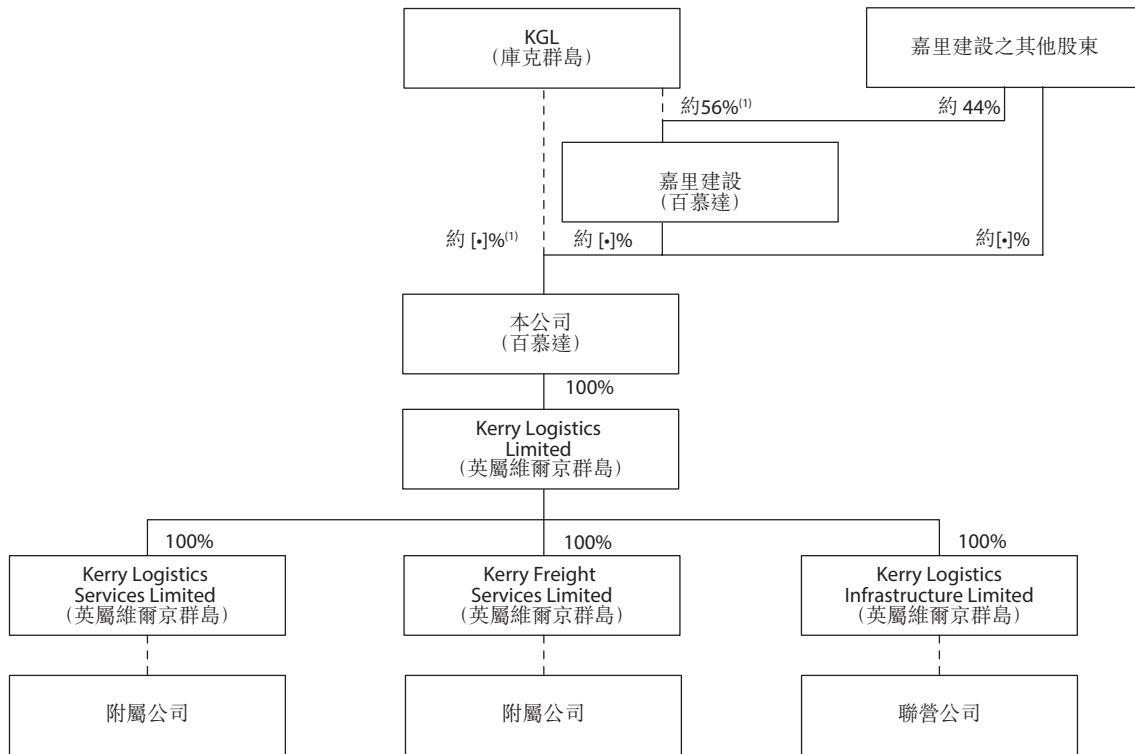 KGL
(庫克群島)
嘉里建設之其他股東
約56%(1)
約 44%
嘉里建設
(百慕達)
約 [•]%(1)
約 [•]%
約[•]%
本公司
(百慕達)
100%
Kerry Logistics
Limited
(英屬維爾京群島)
100%
100%
100%
Kerry Logistics
Services Limited
(英屬維爾京群島)
Kerry Freight
Services Limited
(英屬維爾京群島)
Kerry Logistics
Infrastructure Limited
(英屬維爾京群島)
附屬公司
附屬公司
聯營公司